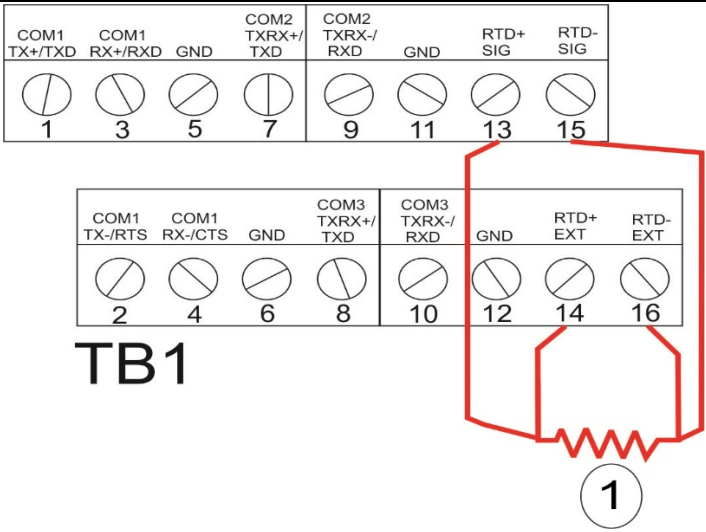 COM1 TX+/TXD
COM1 RX+/RXD
GND
COM2 TXRX+/ TXD
COM2 TXRX-/ RXD
GND
RTD+ SIG
RTD- SIG
1 3 5 7 9 11 13 15
COM1 TX-/RTS
COM1 RX-/CTS
GND
COM3 TXRX+/ TXD
COM3 TXRX-/ RXD
GND
RTD+ EXT
RTD- EXT
2 4 6 8 10 12 14 16
TB1
1